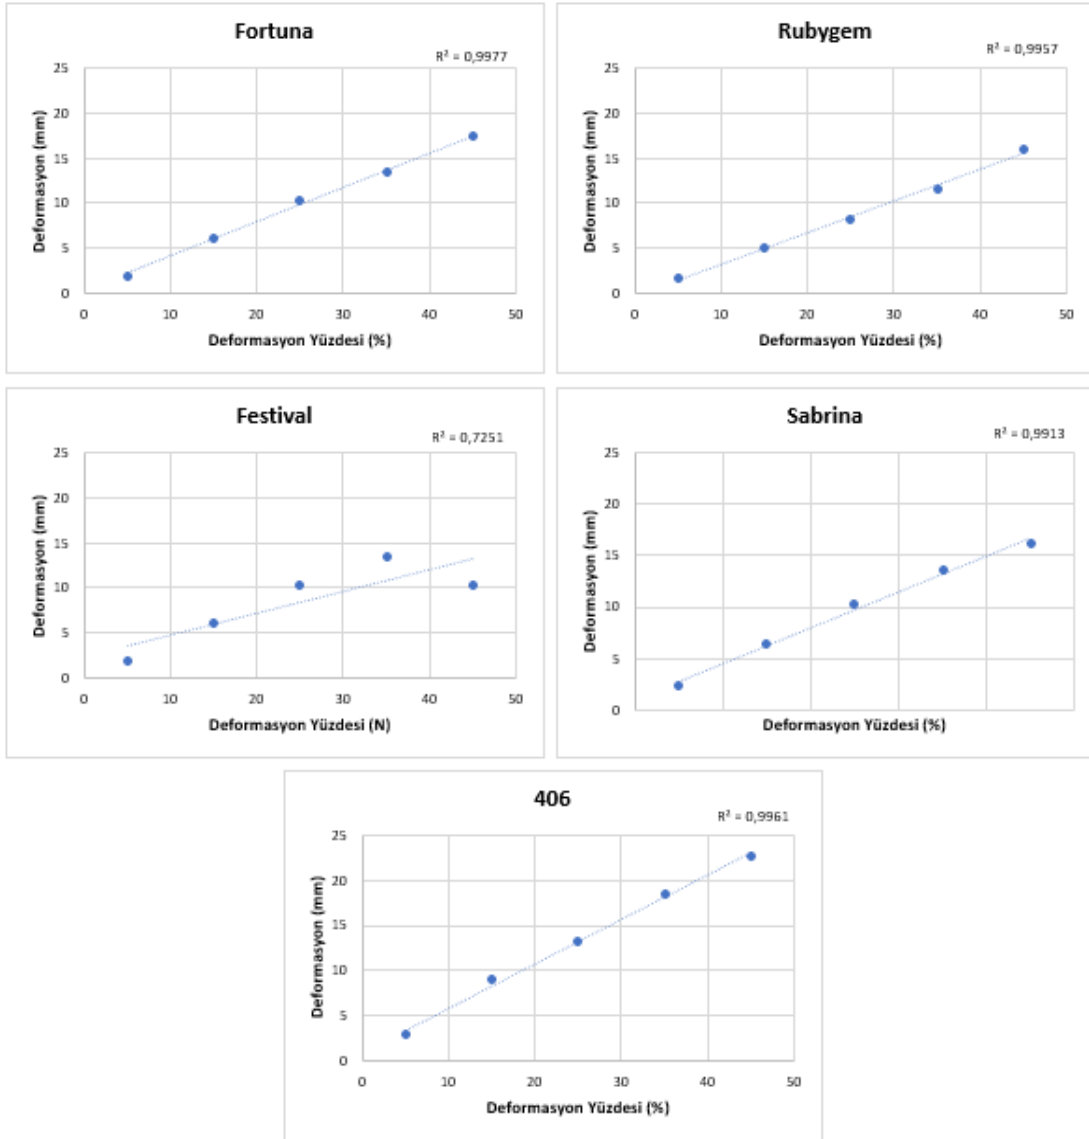 Fortuna
R² = 0,9977
25
20
15
10
5
0
0 10 20 30 40 50
Deformasyon (mm)
Deformasyon Yüzdesi (%)
Rubygem
R² = 0,9957
25
20
15
10
5
0
0 10 20 30 40 50
Deformasyon (mm)
Deformasyon Yüzdesi (%)
Festival
R² = 0,7251
25
20
15
10
5
0
0 10 20 30 40 50
Deformasyon (mm)
Deformasyon Yüzdesi (N)
Sabrina
R² = 0,9913
25
20
15
10
5
0
Deformasyon (mm)
Deformasyon Yüzdesi (%)
406
R² = 0,9961
25
20
15
10
5
0
0 10 20 30 40 50
Deformasyon (mm)
Deformasyon Yüzdesi (%)